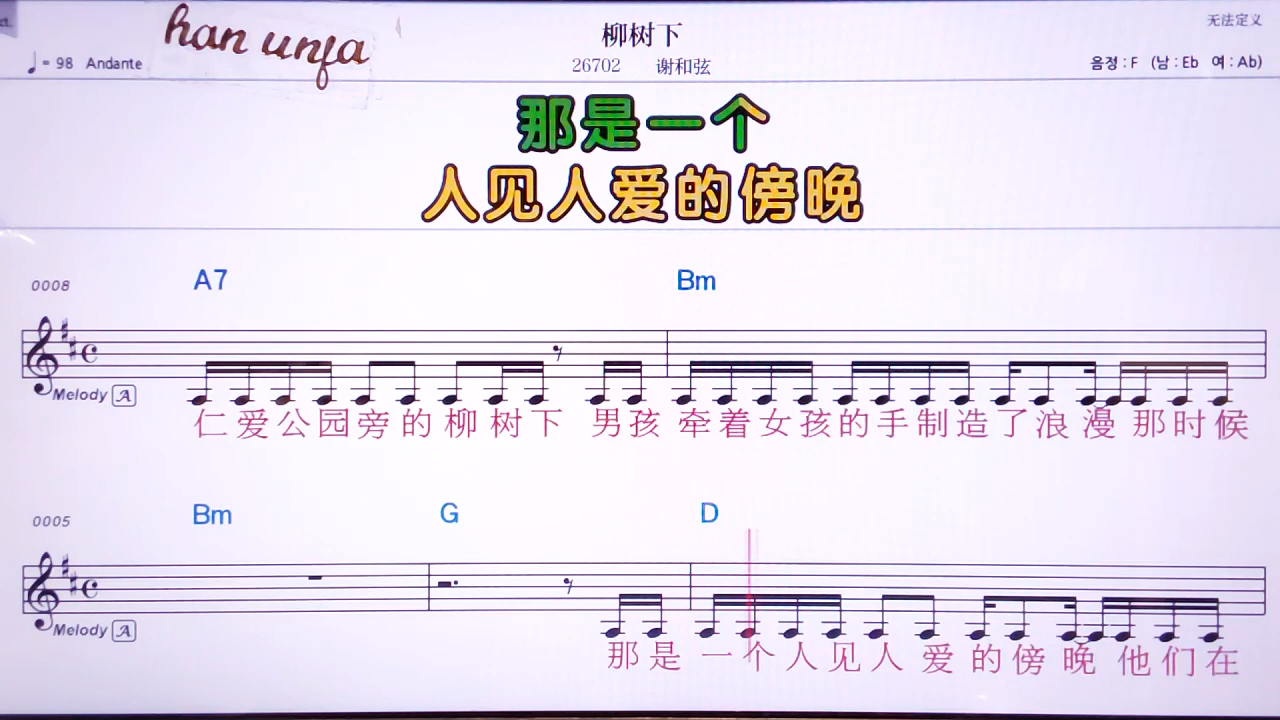 han unfa
柳树下
无法定义
♩= 98 Andante
26702 谢和弦
음정 : F (남 : Eb 여 : Ab)
那是一个
人见人爱的傍晚
0008
A7 Bm
Melody A
仁爱公园旁的柳树下 男孩 牵着女孩的手制造了浪漫 那时候
0005
Bm G D
Melody A
那是 一个人见人爱的傍晚 他们在